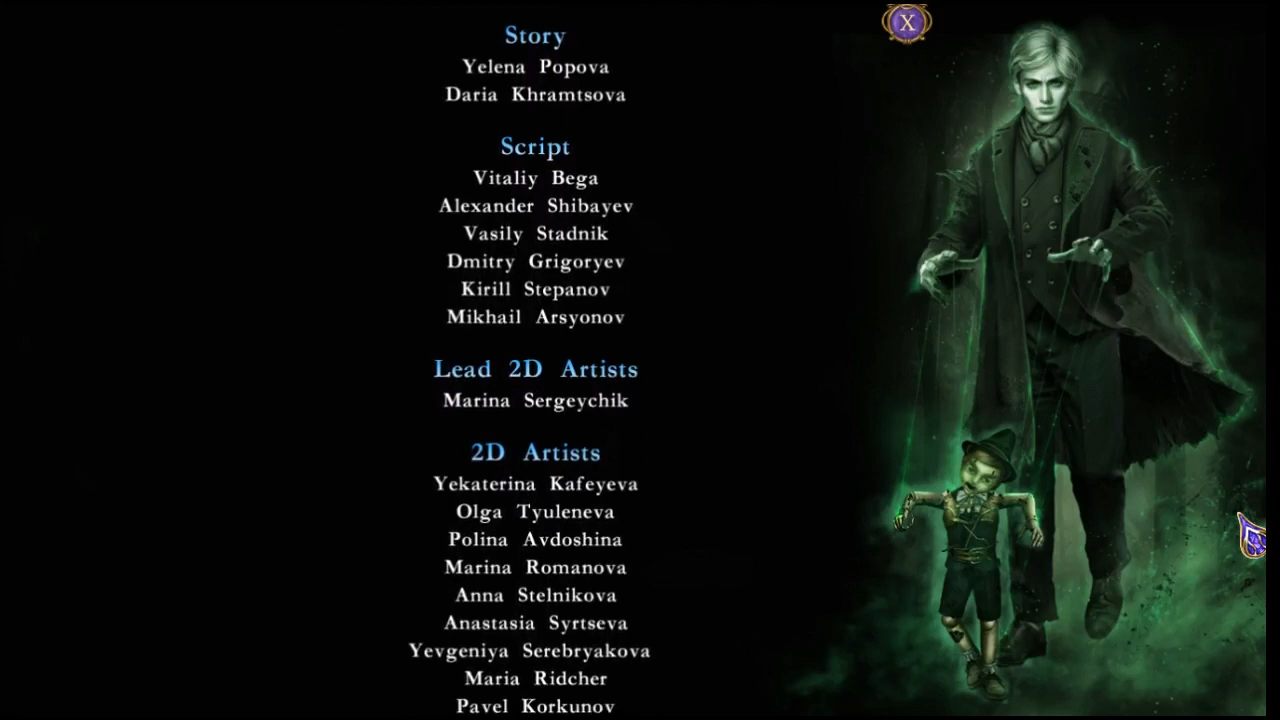 Story
Yelena Popova
Daria Khramtsova
Script
Vitaliy Bega
Alexander Shibayev
Vasily Stadnik
Dmitry Grigoryev
Kirill Stepanov
Mikhail Arsyonov
Lead 2D Artists
Marina Sergeychik
2D Artists
Yekaterina Kafeyeva
Olga Tyuleneva
Polina Avdoshina
Marina Romanova
Anna Stelnikova
Anastasia Syrtseva
Yevgeniya Serebryakova
Maria Ridcher
Pavel Korkunov
X